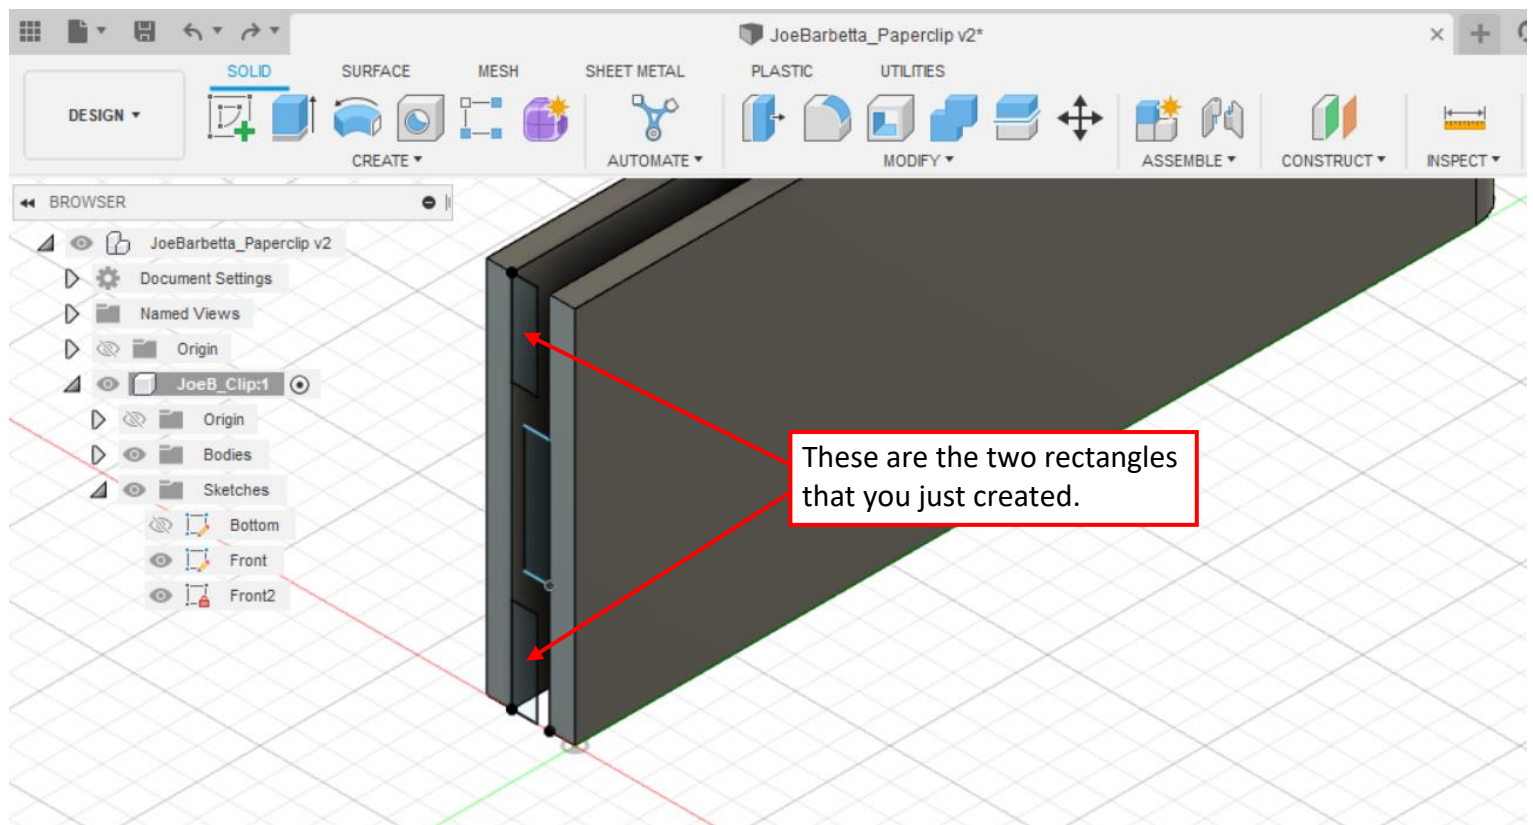 JoeBarbetta_Paperclip v2*
SOLID SURFACE MESH SHEET METAL PLASTIC UTILITIES
DESIGN
CREATE AUTOMATE MODIFY ASSEMBLE CONSTRUCT INSPECT
BROWSER
JoeBarbetta_Paperclip v2
Document Settings
Named Views
Origin
JoeB_Clip:1
Origin
Bodies
Sketches
Bottom
Front
Front2
These are the two rectangles
that you just created.